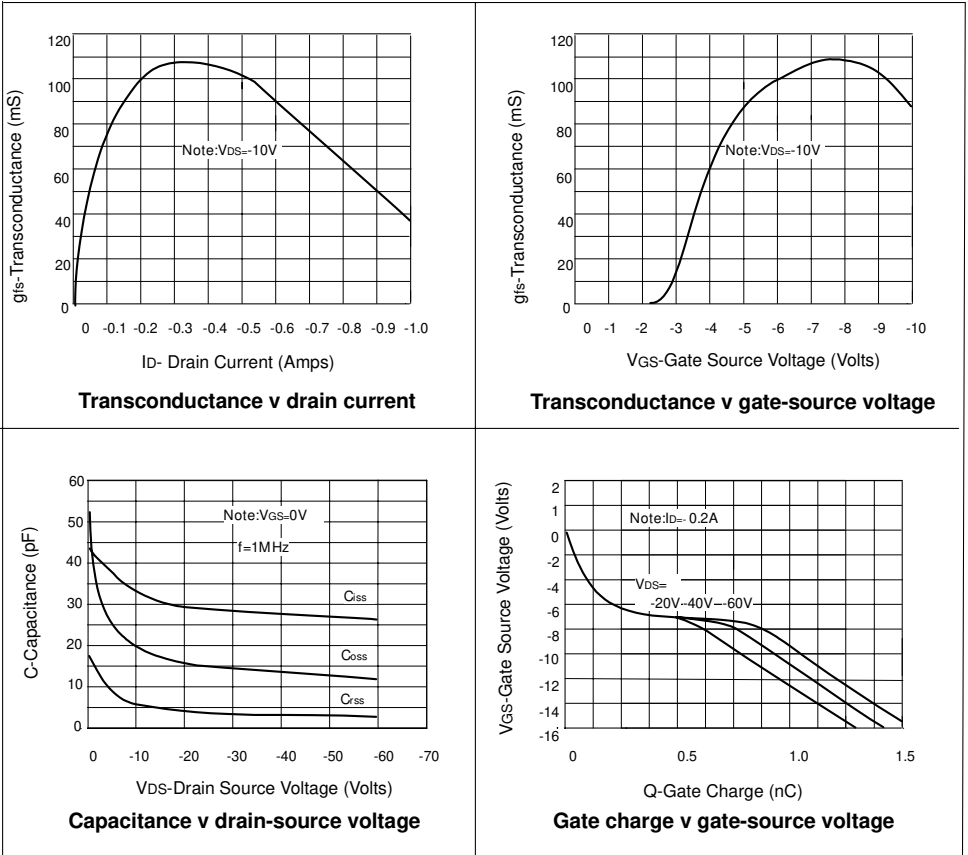 120
100
80
60
40
20
0
gfs-Transconductance (mS)
Note:VDS=-10V
0 -0.1 -0.2 -0.3 -0.4 -0.5 -0.6 -0.7 -0.8 -0.9 -1.0
ID- Drain Current (Amps)
Transconductance v drain current
120
100
80
60
40
20
0
gfs-Transconductance (mS)
Note:VDS=-10V
0 -1 -2 -3 -4 -5 -6 -7 -8 -9 -10
VGS-Gate Source Voltage (Volts)
Transconductance v gate-source voltage
60
50
40
30
20
10
0
C-Capacitance (pF)
Note:VGS=0V
f=1MHz
Ciss
Coss
Crss
0 -10 -20 -30 -40 -50 -60 -70
VDS-Drain Source Voltage (Volts)
Capacitance v drain-source voltage
2
1
0
-2
-4
-6
-8
-10
-12
-14
-16
VGS-Gate Source Voltage (Volts)
Note:ID=- 0.2A
VDS=
-20V -40V -60V
0 0.5 1.0 1.5
Q-Gate Charge (nC)
Gate charge v gate-source voltage